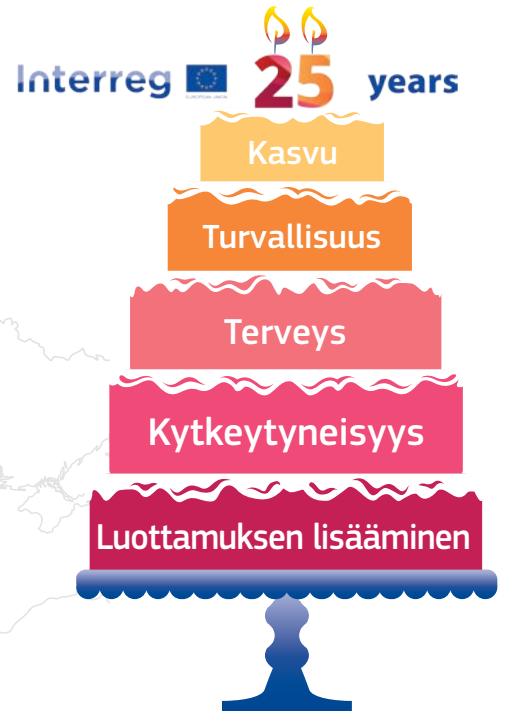 Interreg 25 years
Kasvu
Turvallisuus
Terveys
Kytkeytyneisyys
Luottamuksen lisääminen